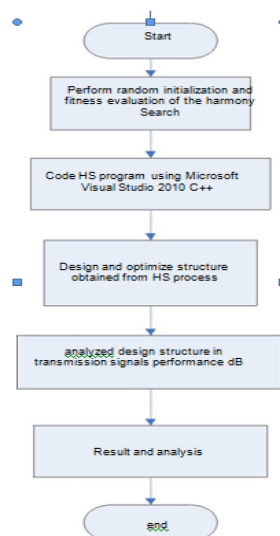 Start
Perform random initialization and
fitness evaluation of the harmony
Search
Code HS program using Microsoft
Visual Studio 2010 C++
Design and optimize structure
obtained from HS process
analyzed design structure in
transmission signals performance dB
Result and analysis
end